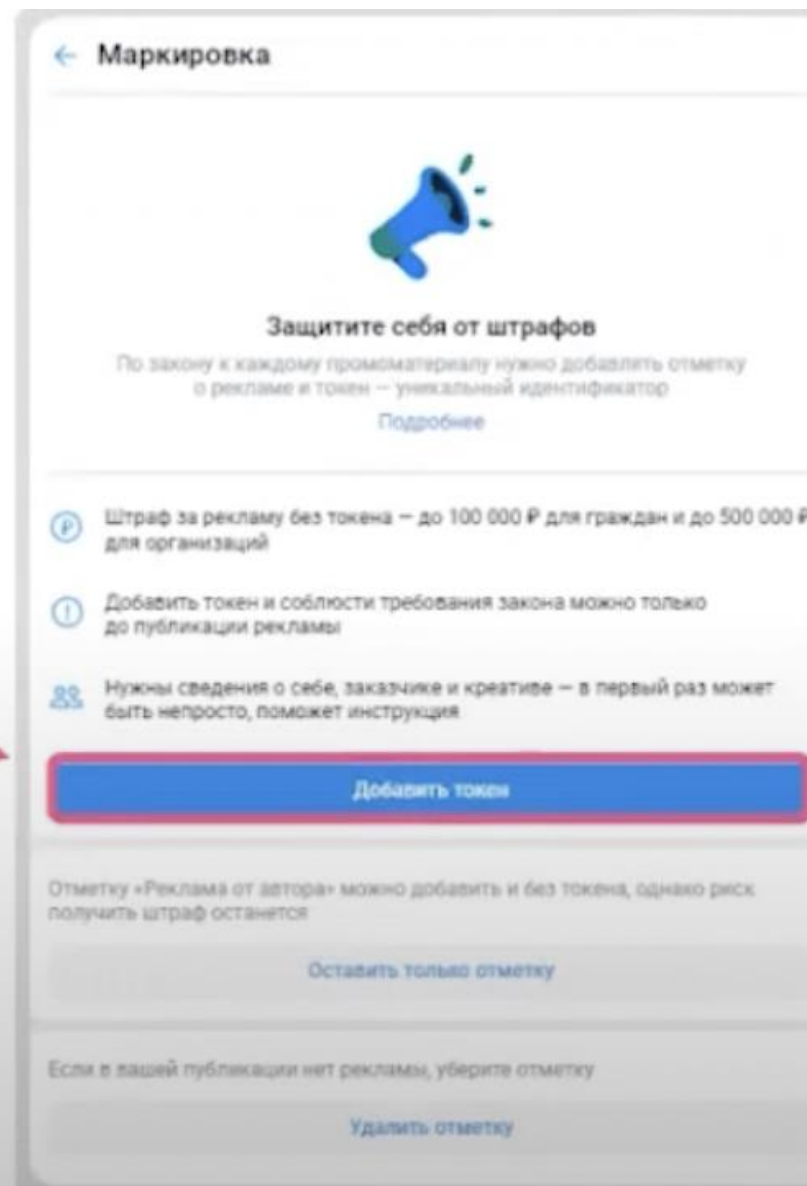 Маркировка
Защитите себя от штрафов
По закону к каждому промоматериалу нужно добавлять отметку
о рекламе и токен — уникальный идентификатор
Подробнее
Штраф за рекламу без токена — до 100 000 ₽ для граждан и до 500 000 ₽
для организаций
Добавить токен и соблюсти требования закона можно только
до публикации рекламы
Нужны сведения о себе, заказчике и креативе — в первый раз может
быть непросто, поможет инструкция
Добавить токен
Отметку «Реклама от автора» можно добавить и без токена, однако риск
получить штраф останется
Оставить только отметку
Если в вашей публикации нет рекламы, уберите отметку
Удалить отметку